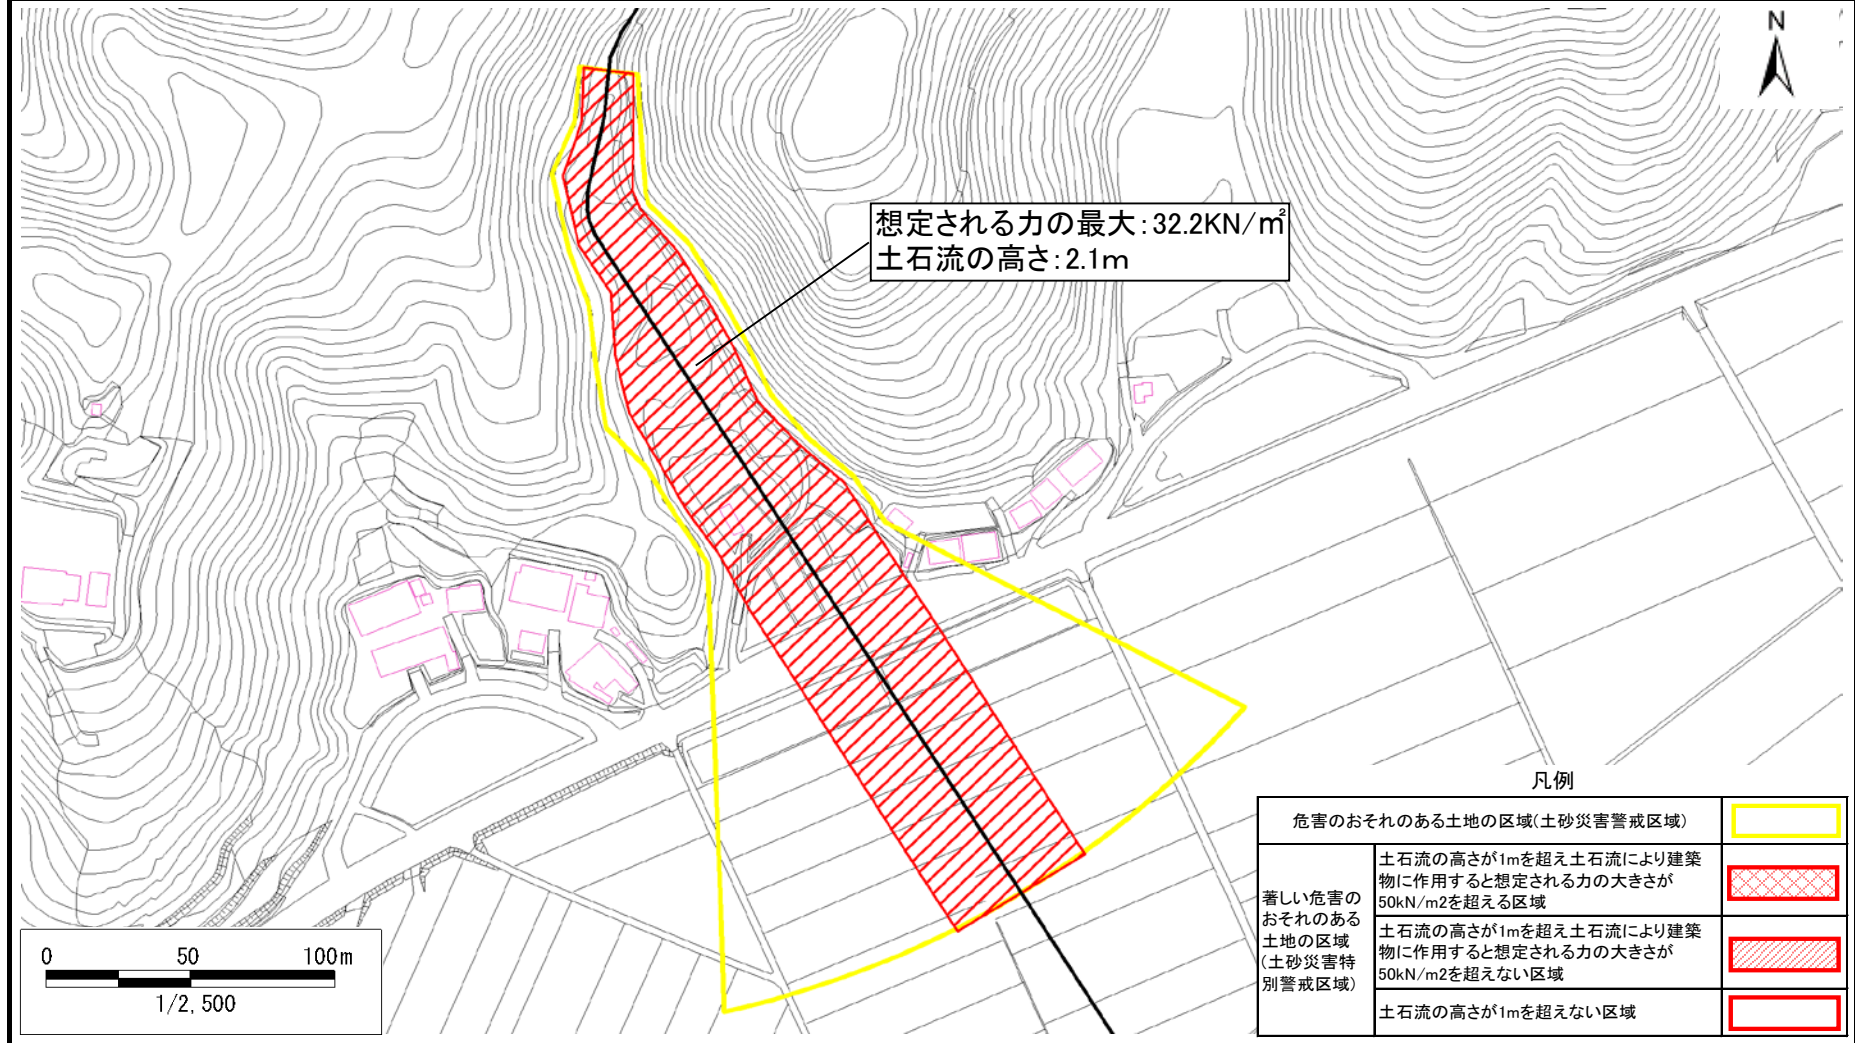 N
想定される力の最大：32.2KN/㎡
土石流の高さ：2.1m
凡例
危害のおそれのある土地の区域(土砂災害警戒区域)
著しい危害の
おそれのある
土地の区域
(土砂災害特
別警戒区域)
土石流の高さが1mを超え土石流により建築
物に作用すると想定される力の大きさが
50kN/m2を超える区域
土石流の高さが1mを超え土石流により建築
物に作用すると想定される力の大きさが
50kN/m2を超えない区域
土石流の高さが1mを超えない区域
0 50 100m
1/2,500